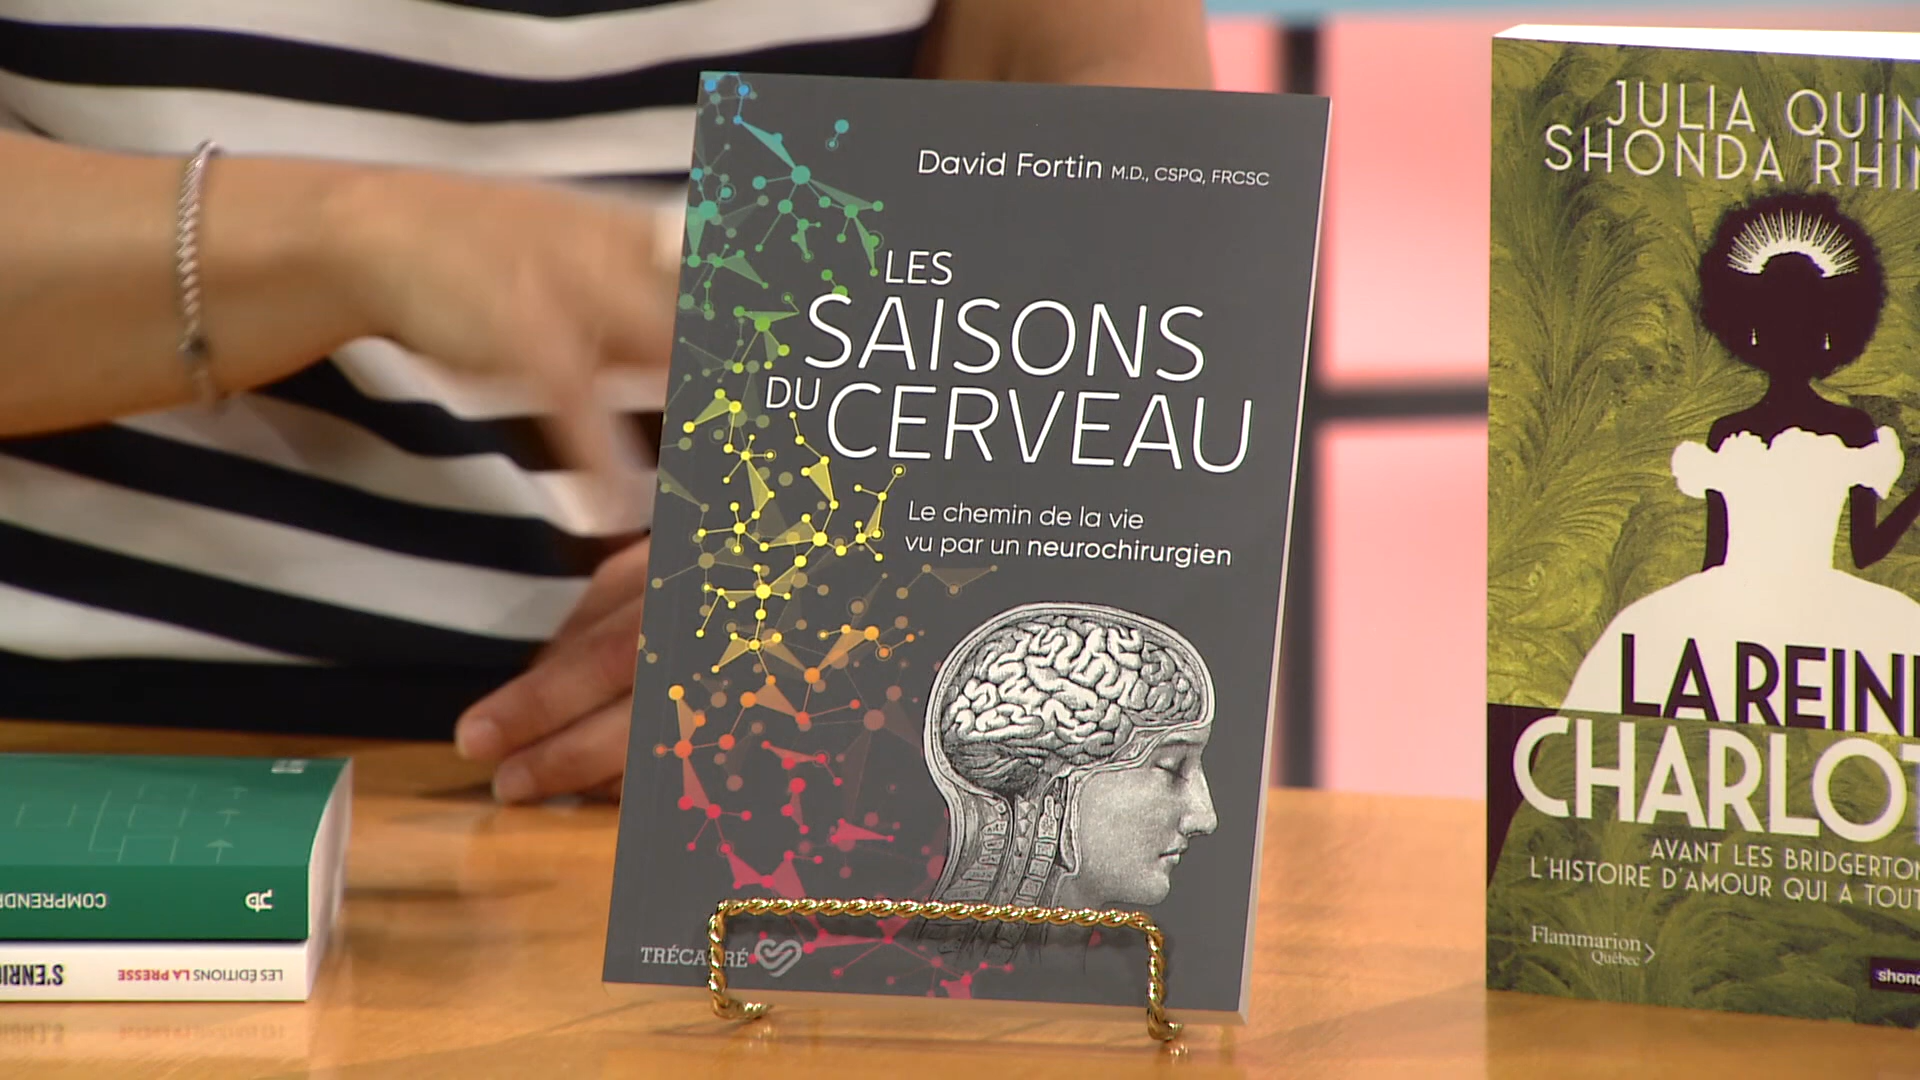 David Fortin M.D., CSPQ, FRCSC
LES
SAISONS
DU CERVEAU
Le chemin de la vie
vu par un neurochirurgien
TRÉCARRÉ
JULIA QUIN
SHONDA RHI
LA REIN
CHARLOT
AVANT LES BRIDGERTON
L'HISTOIRE D'AMOUR QUI A TOUT
Flammarion
Québec
shond
COMPRENDR
S'ENRIC
LES ÉDITIONS LA PRESSE